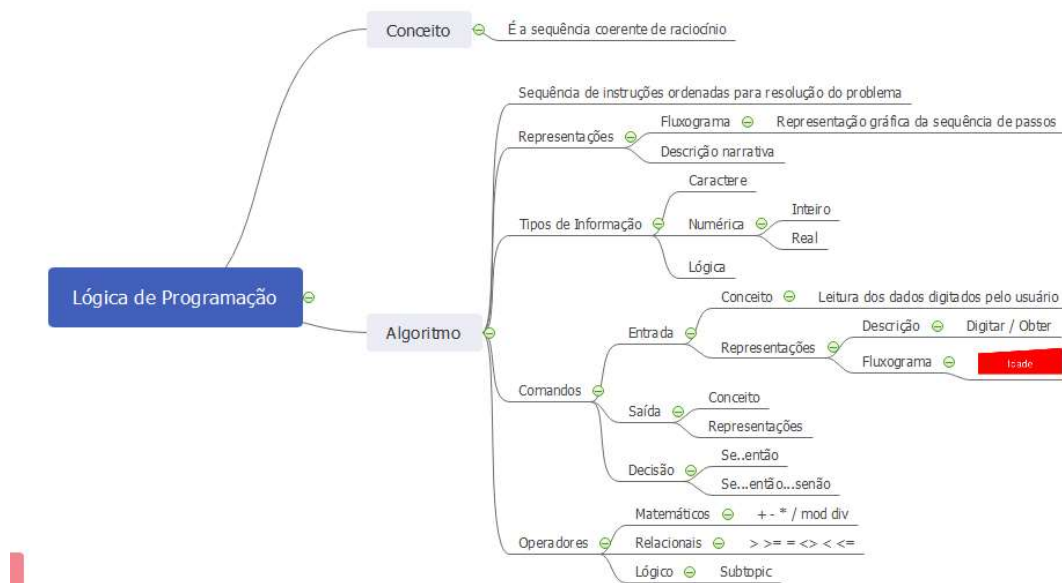 Conceito
É a sequência coerente de raciocínio
Sequência de instruções ordenadas para resolução do problema
Representações
Fluxograma
Representação gráfica da sequência de passos
Descrição narrativa
Tipos de Informação
Caractere
Numérica
Inteiro
Real
Lógica
Lógica de Programação
Algoritmo
Comandos
Entrada
Conceito
Leitura dos dados digitados pelo usuário
Representações
Descrição
Digitar / Obter
Fluxograma
Idade
Saída
Conceito
Representações
Decisão
Se..então
Se...então...senão
Operadores
Matemáticos
+ - * / mod div
Relacionais
> >= = <> < <=
Lógico
Subtopic